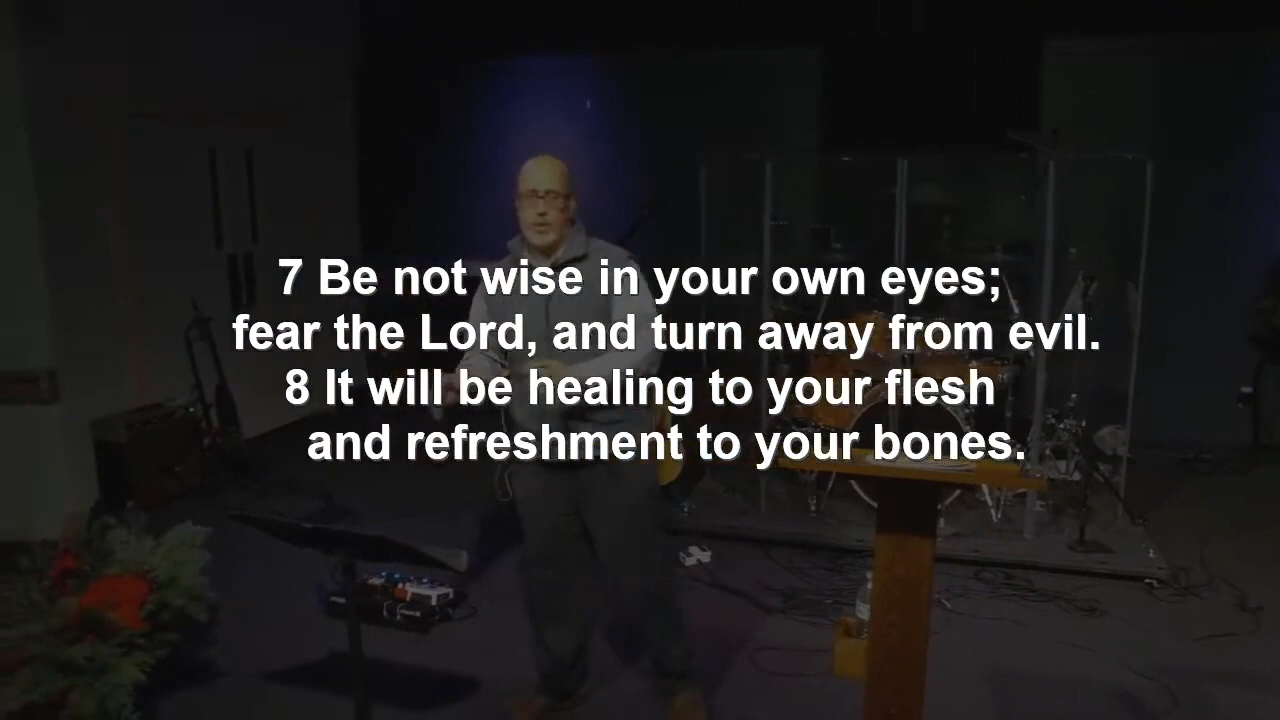 7 Be not wise in your own eyes;
fear the Lord, and turn away from evil.
8 It will be healing to your flesh
and refreshment to your bones.